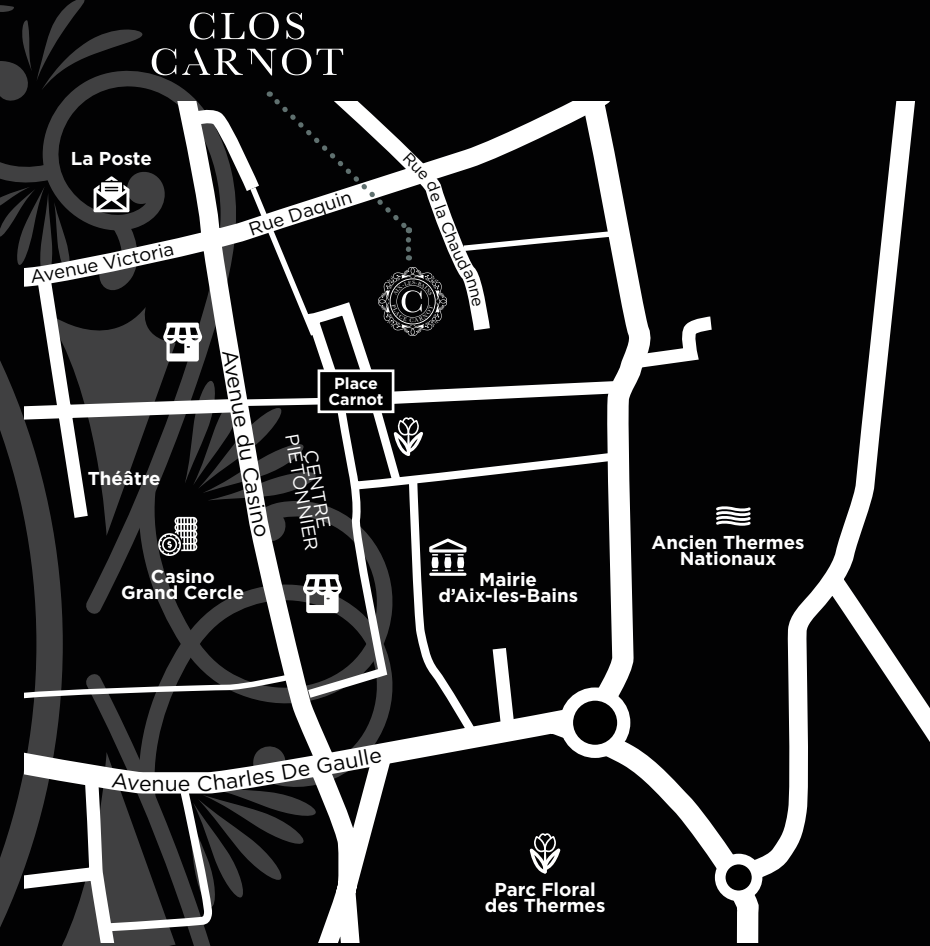 CLOS
CARNOT
La Poste
Rue de la Chaudanne
Rue Daquin
Avenue Victoria
C
Avenue du Casino
Place
Carnot
CENTRE
PIÉTONNIER
Théâtre
Ancien Thermes
Nationaux
Casino
Grand Cercle
$
Mairie
d'Aix-les-Bains
Avenue Charles De Gaulle
Parc Floral
des Thermes